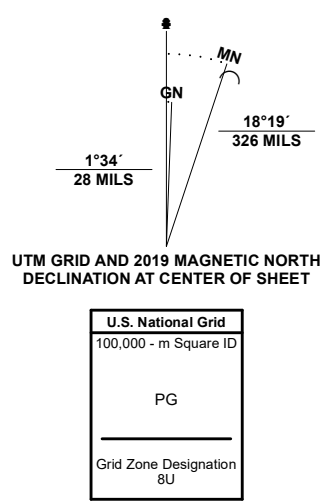 MN
GN
18°19´
326 MILS
1°34´
28 MILS
UTM GRID AND 2019 MAGNETIC NORTH
DECLINATION AT CENTER OF SHEET
U.S. National Grid
100,000 - m Square ID
PG
Grid Zone Designation
8U